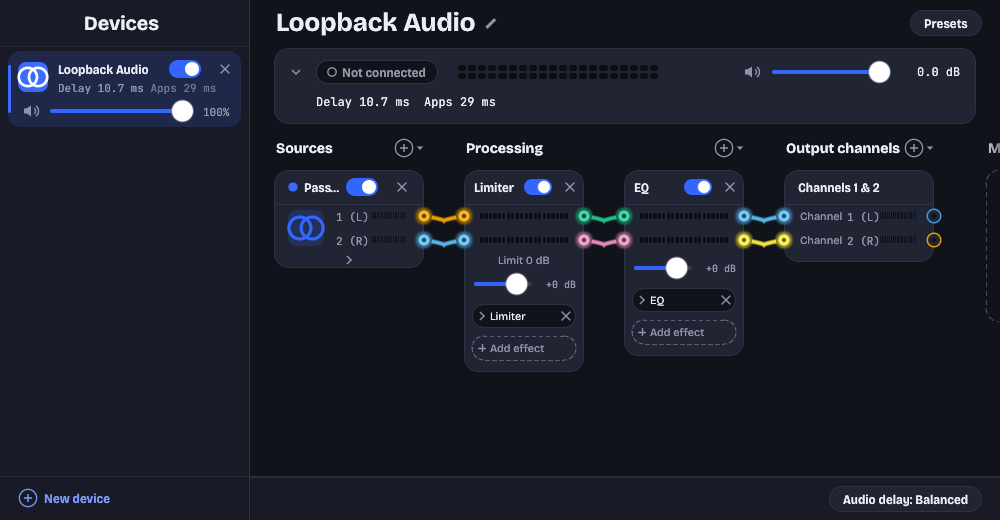 Devices
Loopback Audio
Delay 10.7 ms Apps 29 ms
100%
New device
Loopback Audio
Presets
Not connected
0.0 dB
Delay 10.7 ms Apps 29 ms
Sources
Processing
Output channels
M
Pass...
1 (L)
2 (R)
Limiter
Limit 0 dB
+0 dB
Limiter
+ Add effect
EQ
+0 dB
EQ
+ Add effect
Channels 1 & 2
Channel 1 (L)
Channel 2 (R)
Audio delay: Balanced